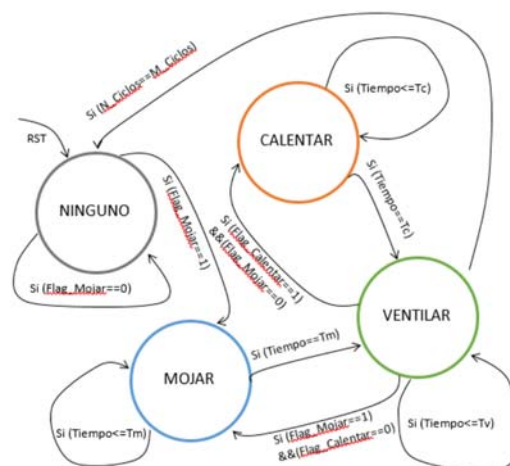 Si (N_Ciclos==M_Ciclos)
Si (Tiempo<=Tc)
RST
CALENTAR
Si (Tiempo==Tc)
NINGUNO
Si (Flag_Mojar==1)
Si (Flag_Calentar==1)
&&(Flag_Mojar==0)
Si (Flag_Mojar==0)
VENTILAR
Si (Tiempo==Tm)
MOJAR
Si (Tiempo<=Tm)
Si (Flag_Mojar==1)
&&(Flag_Calentar==0)
Si (Tiempo<=Tv)